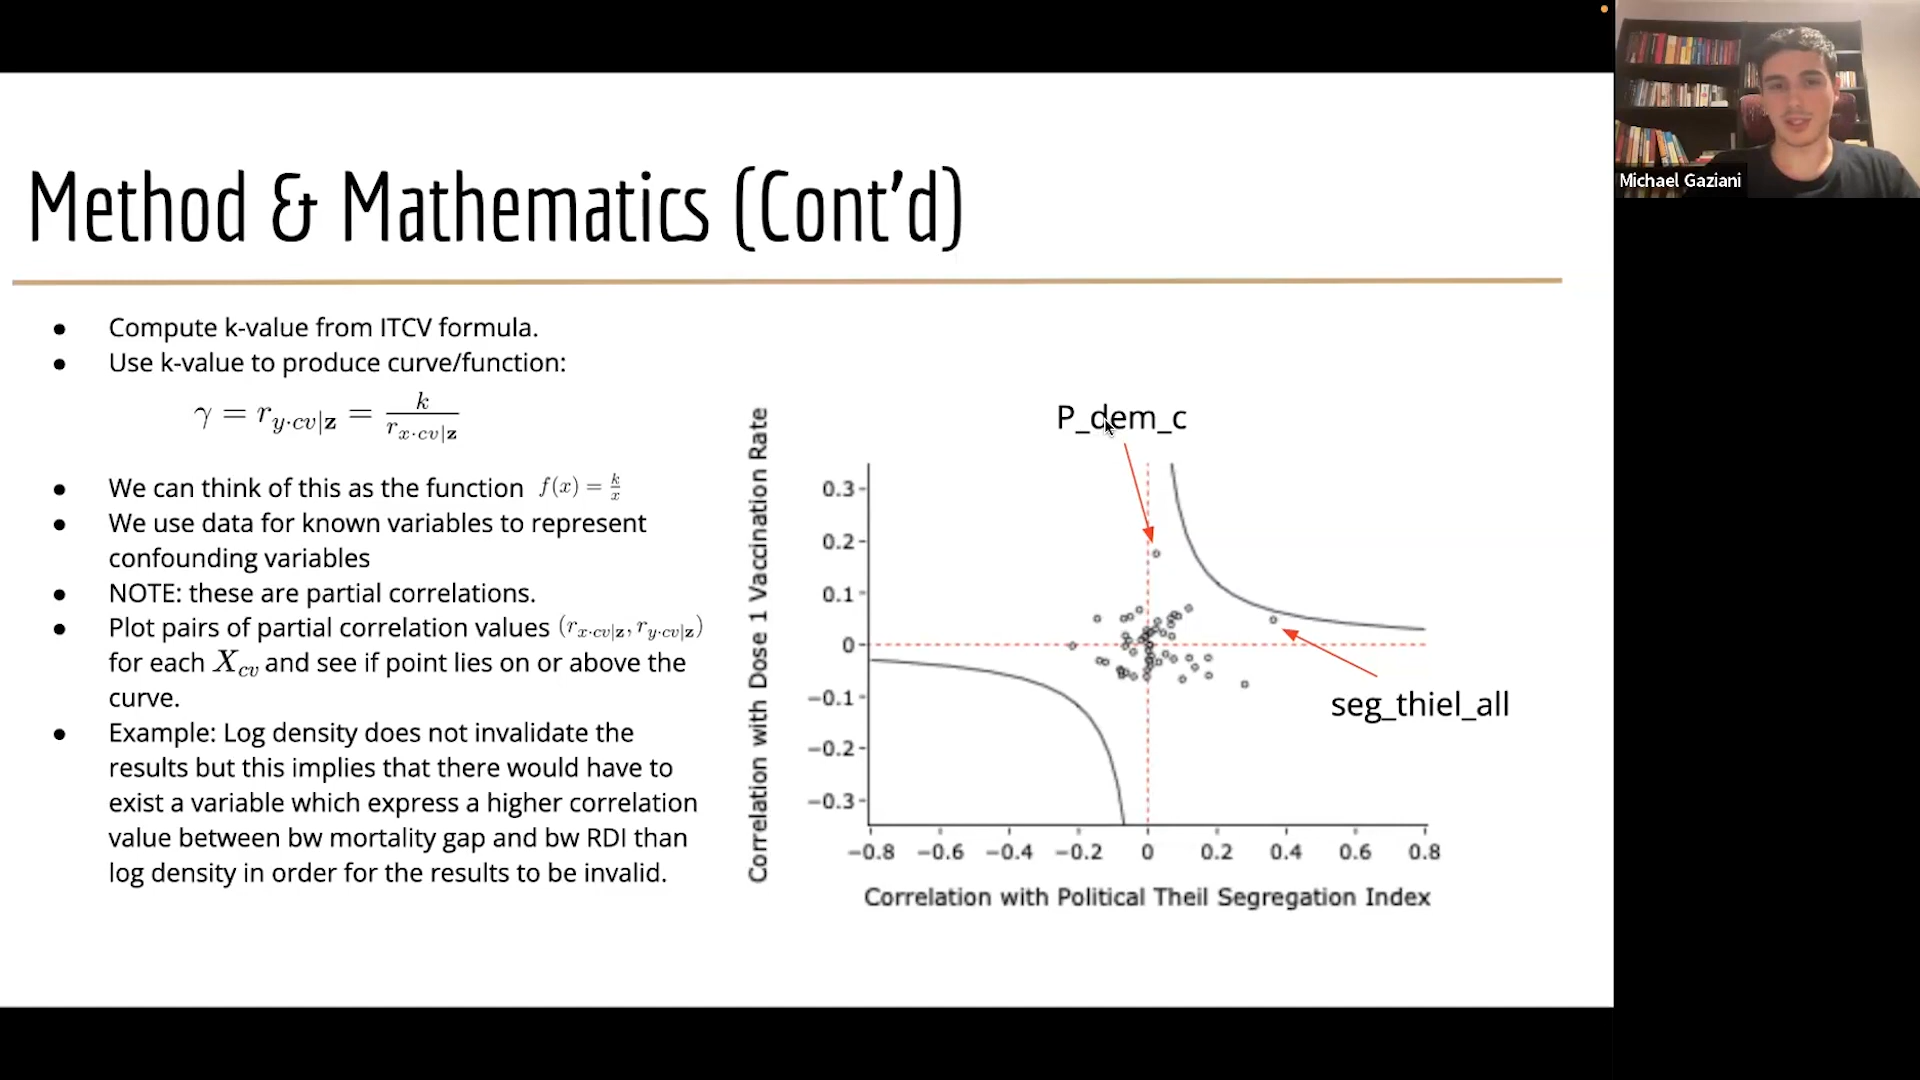 Method & Mathematics (Cont'd)
Michael Gaziani
● Compute k-value from ITCV formula.
● Use k-value to produce curve/function:
γ = r_{y·cv|z} = k / r_{x·cv|z}
● We can think of this as the function f(x) = k/x
● We use data for known variables to represent
confounding variables
● NOTE: these are partial correlations.
● Plot pairs of partial correlation values (r_{x·cv|z}, r_{y·cv|z})
for each X_{cv} and see if point lies on or above the
curve.
● Example: Log density does not invalidate the
results but this implies that there would have to
exist a variable which express a higher correlation
value between bw mortality gap and bw RDI than
log density in order for the results to be invalid.
P_dem_c
seg_thiel_all
Correlation with Dose 1 Vaccination Rate
0.3
0.2
0.1
0
−0.1
−0.2
−0.3
−0.8 −0.6 −0.4 −0.2 0 0.2 0.4 0.6 0.8
Correlation with Political Theil Segregation Index